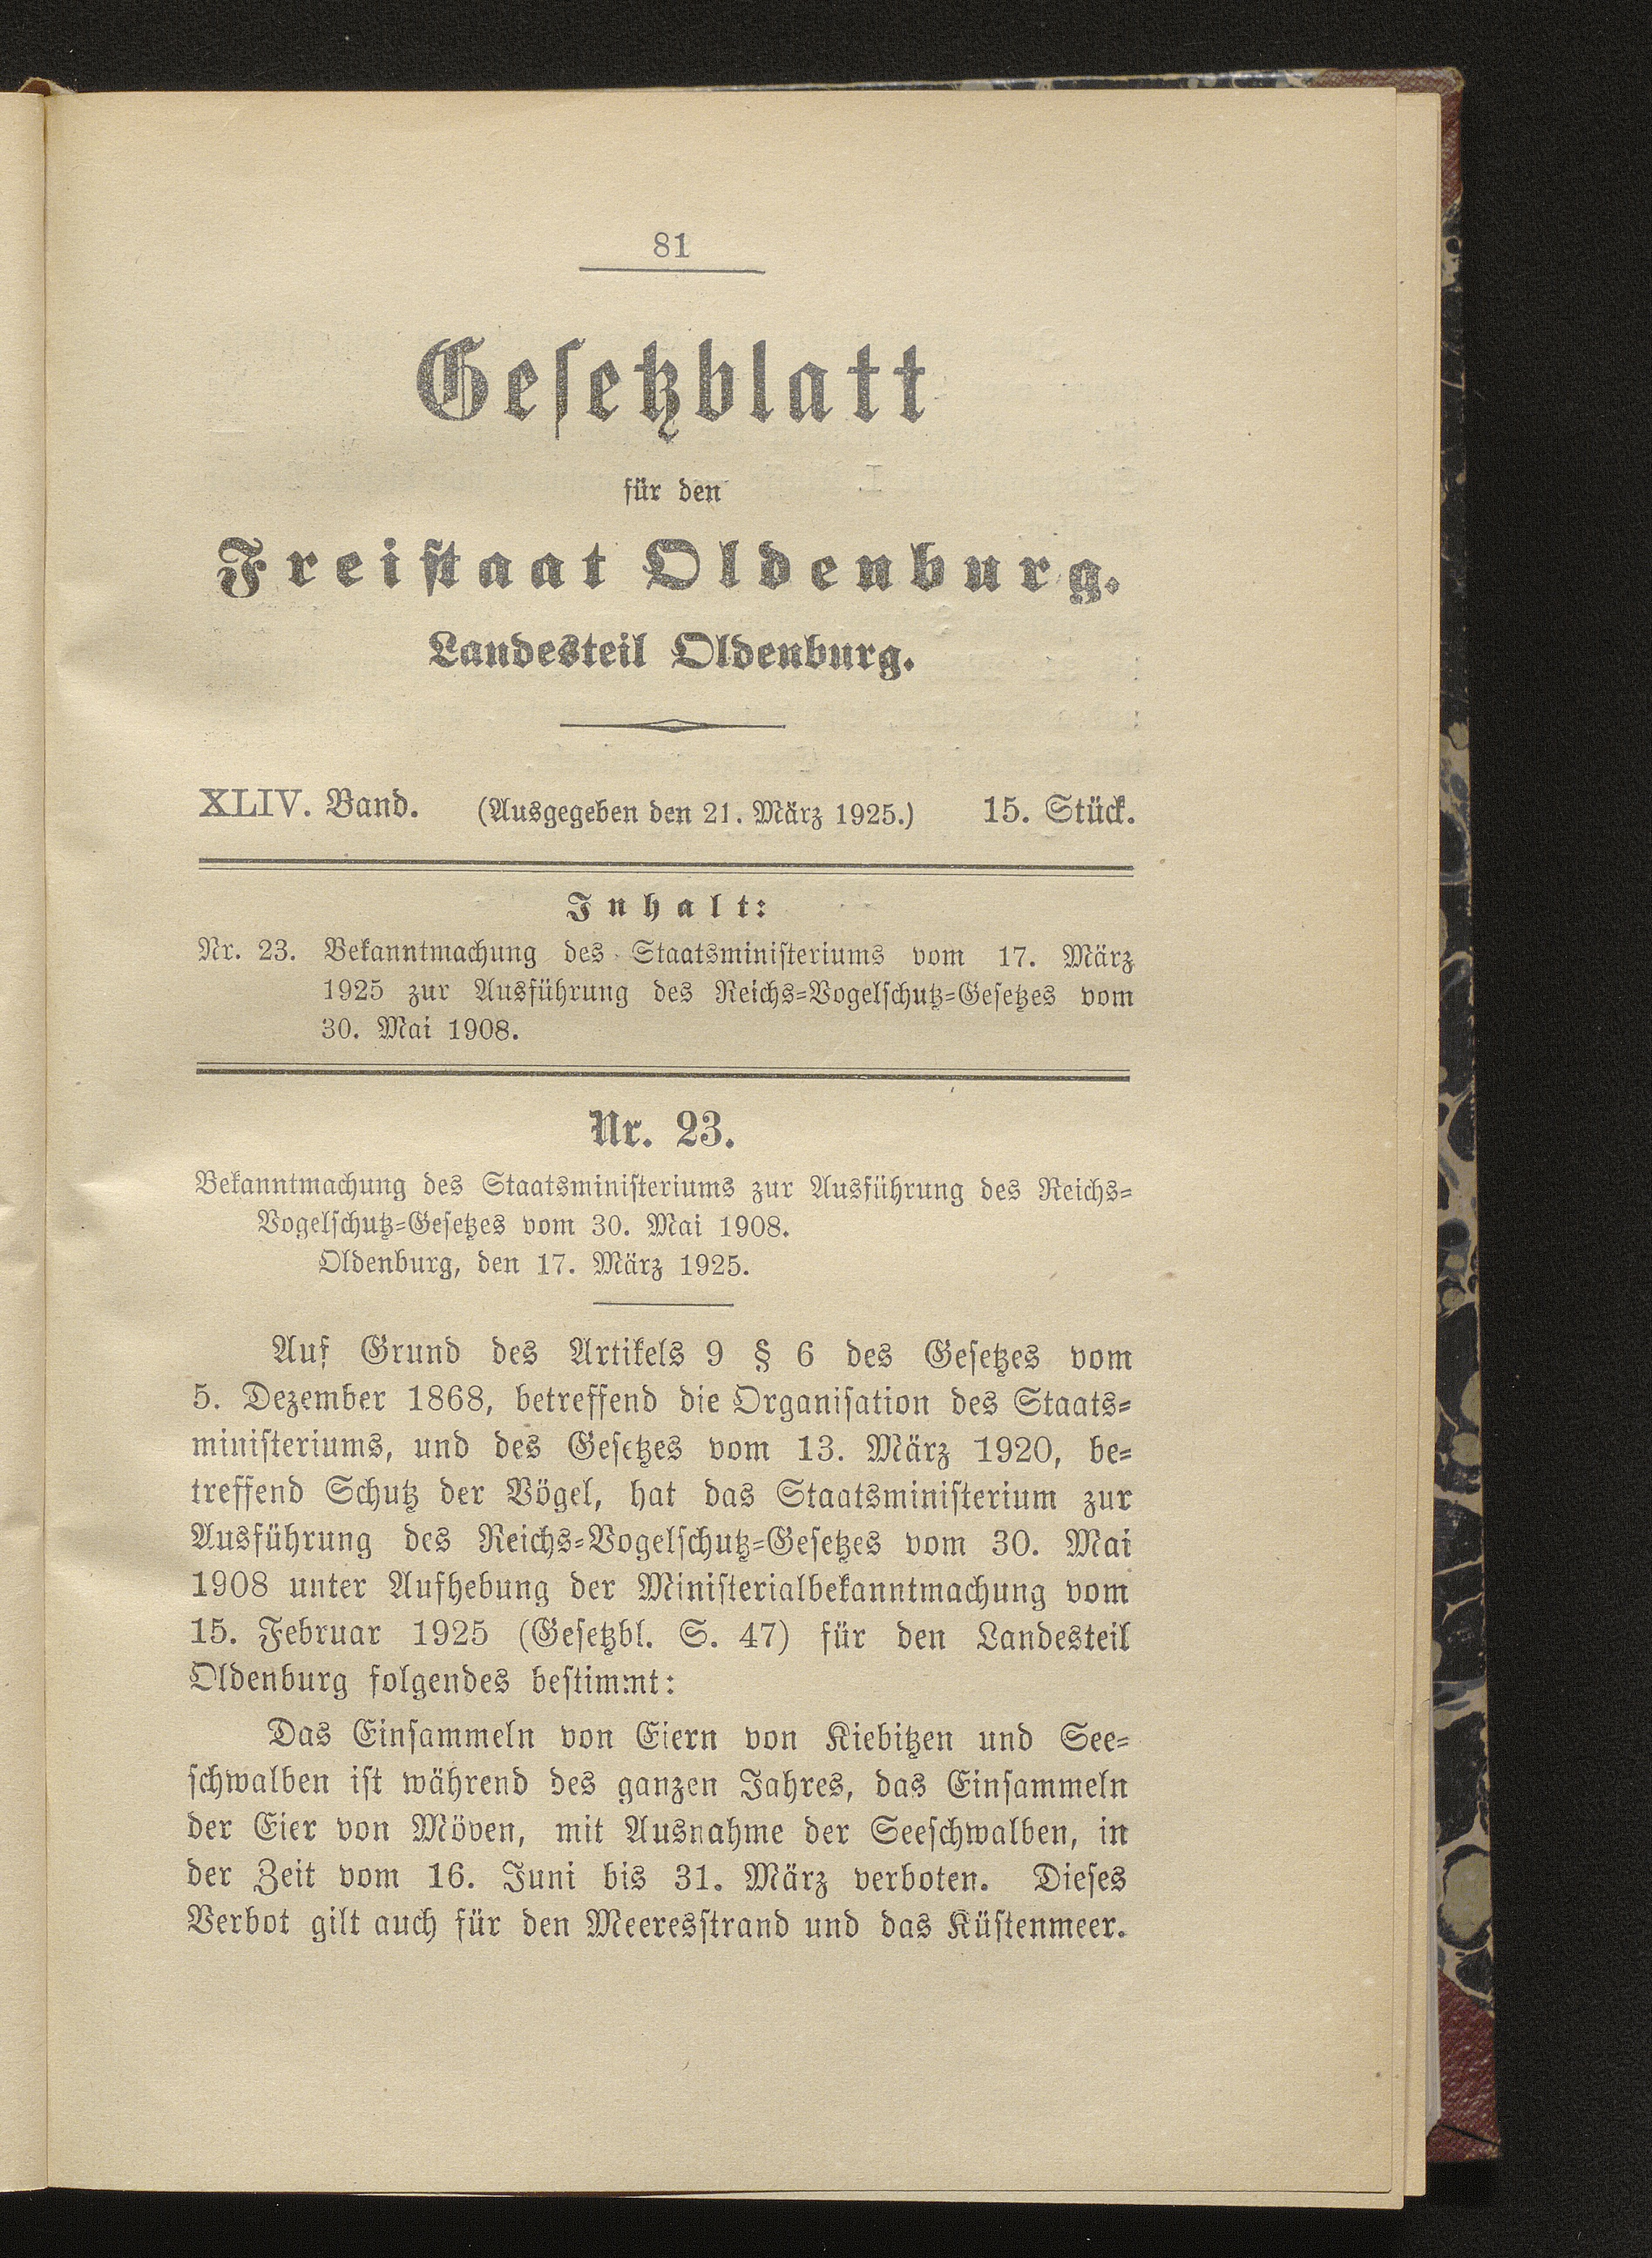 81
Gesetzblatt
für den
Freistaat Oldenburg.
Landesteil Oldenburg.
XLIV. Band. (Ausgegeben den 21. März 1925.) 15. Stück.
Inhalt:
Nr. 23. Bekanntmachung des Staatsministeriums vom 17. März
1925 zur Ausführung des Reichs-Vogelschutz-Gesetzes vom
30. Mai 1908.
Nr. 23.
Bekanntmachung des Staatsministeriums zur Ausführung des Reichs-
Vogelschutz-Gesetzes vom 30. Mai 1908.
Oldenburg, den 17. März 1925.
Auf Grund des Artikels 9 § 6 des Gesetzes vom
5. Dezember 1868, betreffend die Organisation des Staats-
ministeriums, und des Gesetzes vom 13. März 1920, be-
treffend Schutz der Vögel, hat das Staatsministerium zur
Ausführung des Reichs-Vogelschutz-Gesetzes vom 30. Mai
1908 unter Aufhebung der Ministerialbekanntmachung vom
15. Februar 1925 (Gesetzbl. S. 47) für den Landesteil
Oldenburg folgendes bestimmt:
Das Einsammeln von Eiern von Kiebitzen und See-
schwalben ist während des ganzen Jahres, das Einsammeln
der Eier von Möven, mit Ausnahme der Seeschwalben, in
der Zeit vom 16. Juni bis 31. März verboten. Dieses
Verbot gilt auch für den Meeresstrand und das Küstenmeer.